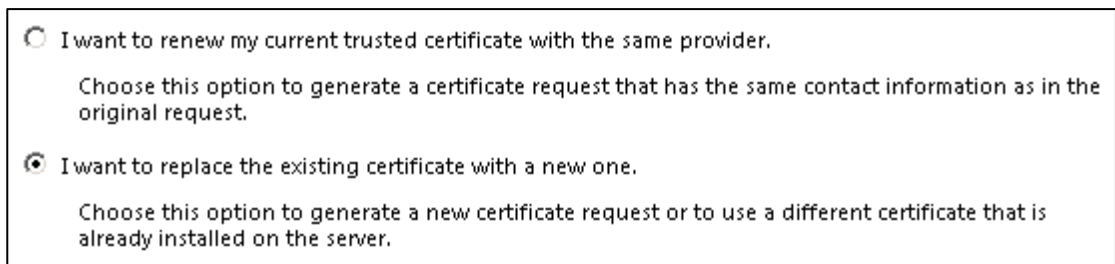 I want to renew my current trusted certificate with the same provider.
Choose this option to generate a certificate request that has the same contact information as in the
original request.
I want to replace the existing certificate with a new one.
Choose this option to generate a new certificate request or to use a different certificate that is
already installed on the server.